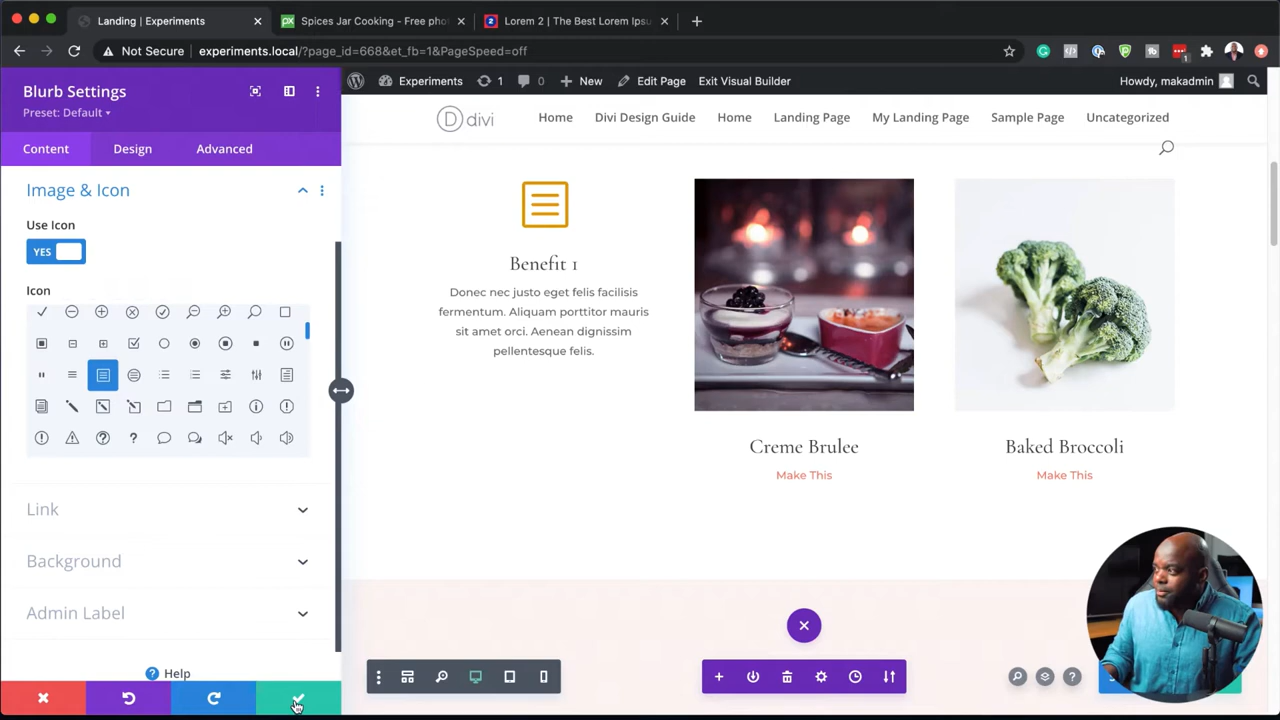 Landing | Experiments
Spices Jar Cooking - Free pho
Lorem 2 | The Best Lorem Ipsu
Not Secure
experiments.local/?page_id=668&et_fb=1&PageSpeed=off
1
Blurb Settings
Preset: Default
Content
Design
Advanced
Image & Icon
Use Icon
YES
Icon
Link
Background
Admin Label
Help
Experiments
1
0
New
Edit Page
Exit Visual Builder
Howdy, makadmin
D divi
Home
Divi Design Guide
Home
Landing Page
My Landing Page
Sample Page
Uncategorized
Benefit 1
Donec nec justo eget felis facilisis
fermentum. Aliquam porttitor mauris
sit amet orci. Aenean dignissim
pellentesque felis.
Creme Brulee
Make This
Baked Broccoli
Make This